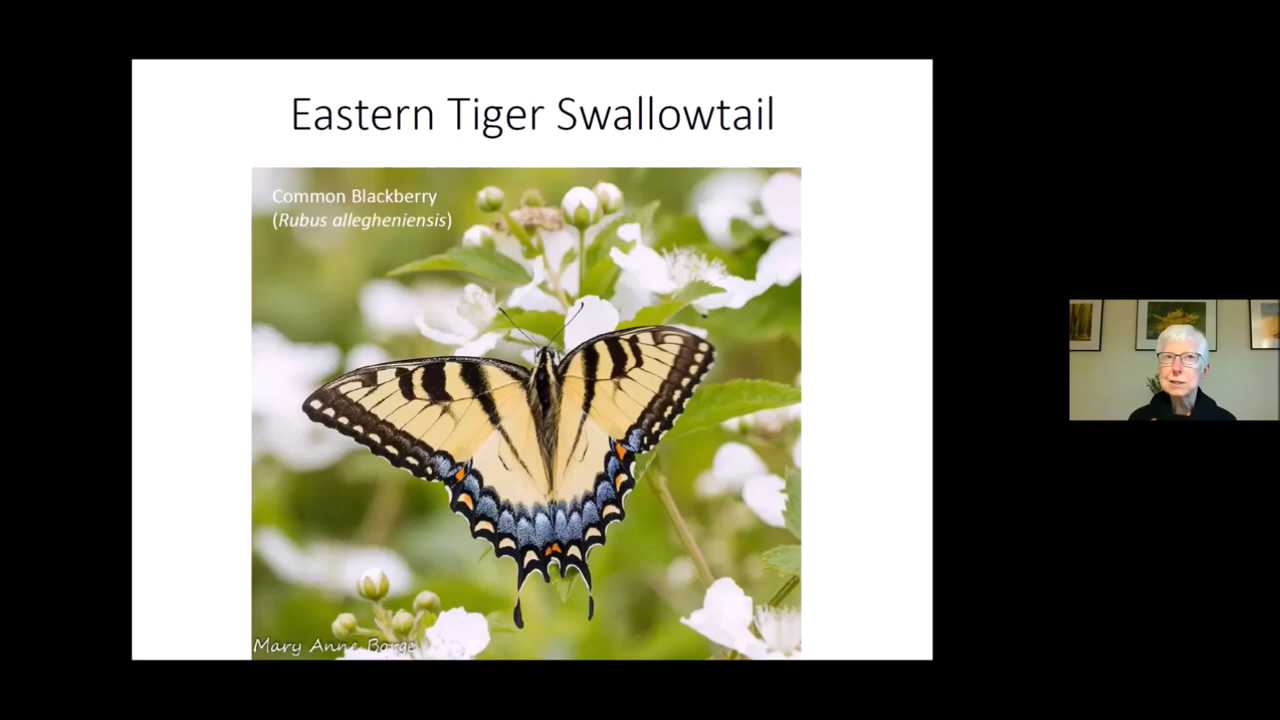 Eastern Tiger Swallowtail
Common Blackberry
(Rubus allegheniensis)
Mary Anne Borge